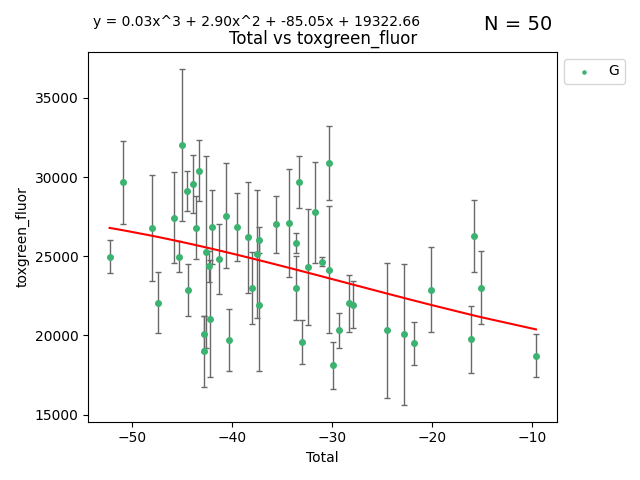 y = 0.03x^3 + 2.90x^2 + -85.05x + 19322.66
N = 50
Total vs toxgreen_fluor
G
35000
30000
25000
20000
15000
toxgreen_fluor
−50
−40
−30
−20
−10
Total